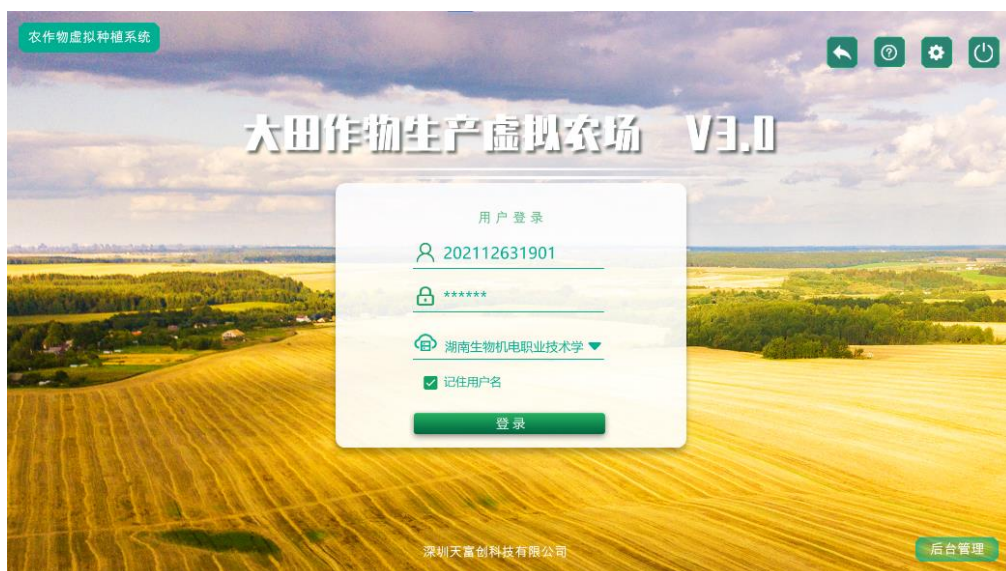 农作物虚拟种植系统
大田作物生产虚拟农场 V3.0
用户登录
202112631901
******
湖南生物机电职业技术学
记住用户名
登录
深圳天富创科技有限公司
后台管理